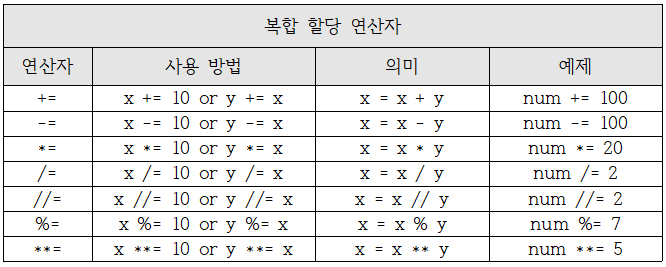 복합 할당 연산자
연산자 사용 방법 의미 예제
+= x += 10 or y += x x = x + y num += 100
-= x -= 10 or y -= x x = x - y num -= 100
*= x *= 10 or y *= x x = x * y num *= 20
/= x /= 10 or y /= x x = x / y num /= 2
//= x //= 10 or y //= x x = x // y num //= 2
%= x %= 10 or y %= x x = x % y num %= 7
**= x **= 10 or y **= x x = x ** y num **= 5